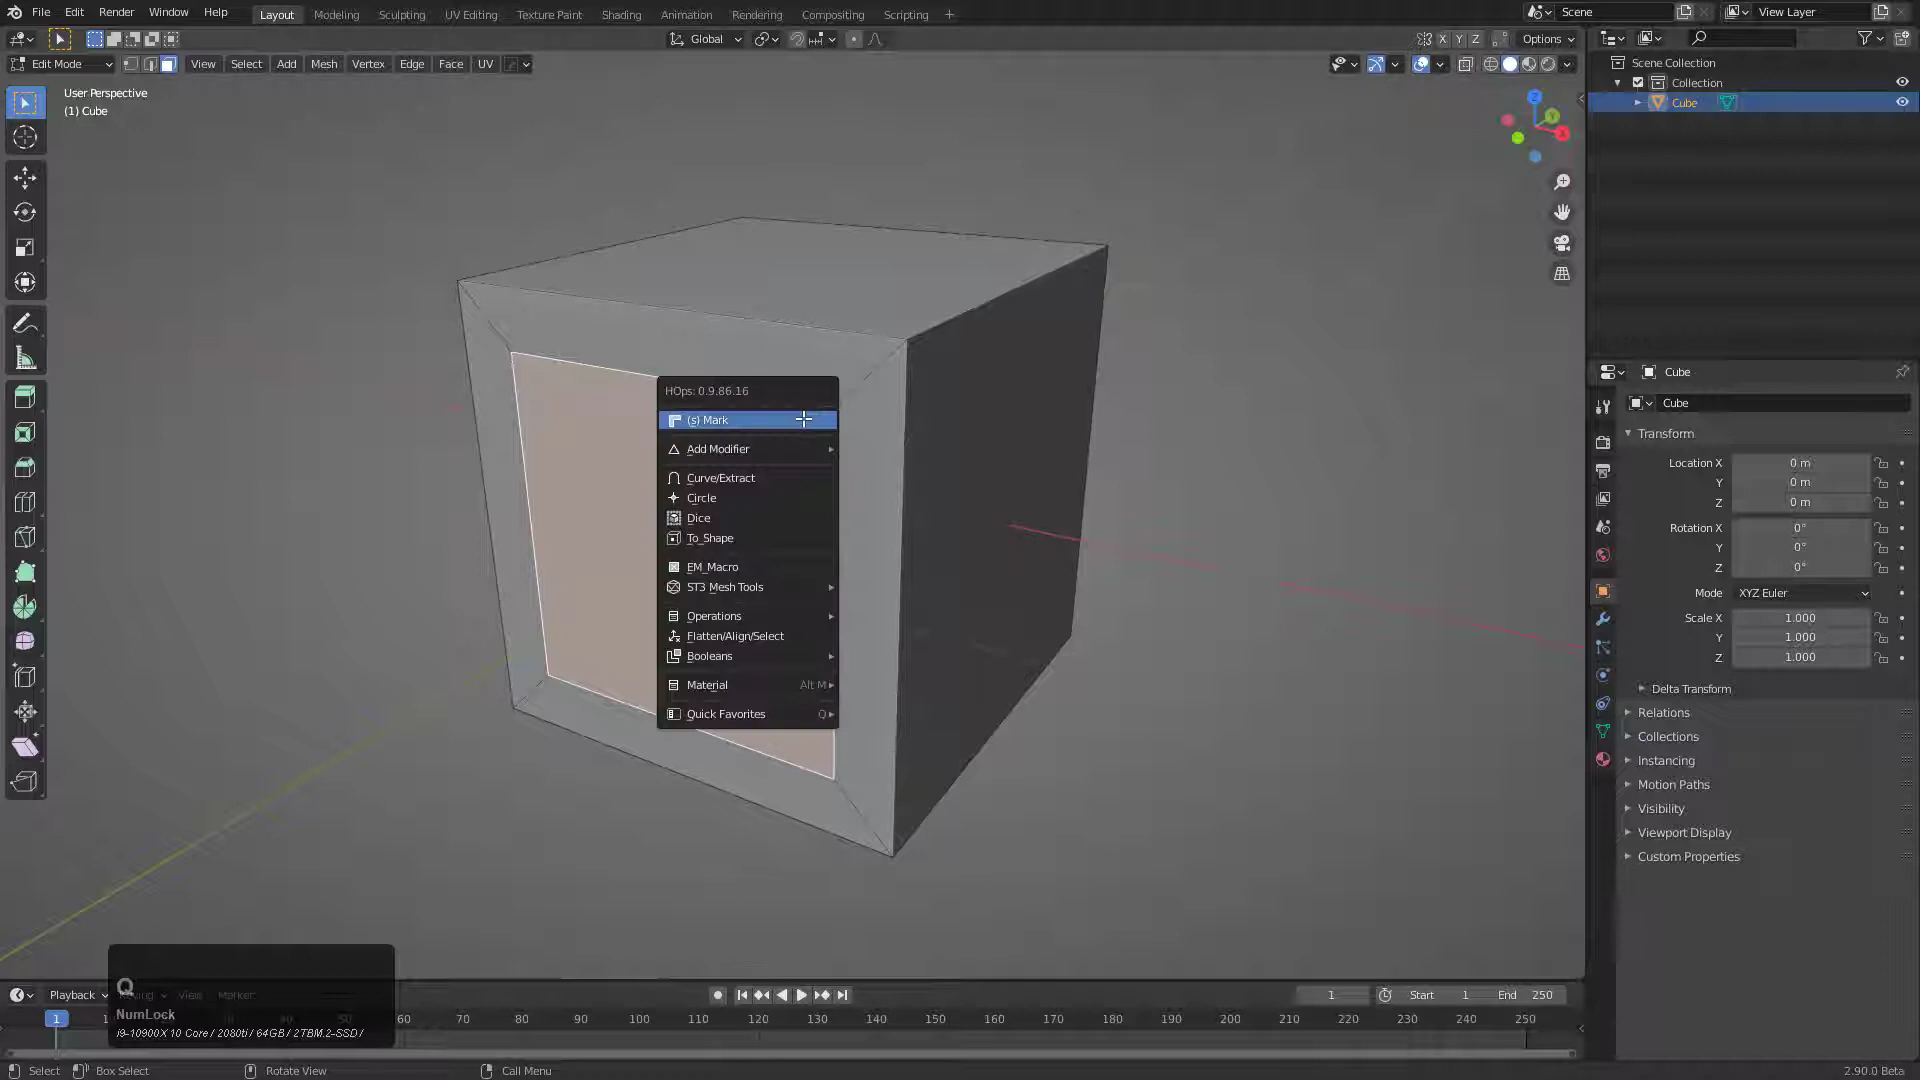 File Edit Render Window Help Layout Modeling Sculpting UV Editing Texture Paint Shading Animation Rendering Compositing Scripting + Scene View Layer
Global X Y Z Options
Edit Mode View Select Add Mesh Vertex Edge Face UV
User Perspective
(1) Cube
Scene Collection
Collection
Cube
Z
Y
X
HOps: 0.9.86.16
(s) Mark
Add Modifier
Curve/Extract
Circle
Dice
To_Shape
EM_Macro
ST3 Mesh Tools
Operations
Flatten/Align/Select
Booleans
Material Alt M
Quick Favorites Q
Cube
Cube
Transform
Location X 0 m
Y 0 m
Z 0 m
Rotation X 0°
Y 0°
Z 0°
Mode XYZ Euler
Scale X 1.000
Y 1.000
Z 1.000
Delta Transform
Relations
Collections
Instancing
Motion Paths
Visibility
Viewport Display
Custom Properties
Q
Playback Keying View Marker 1 Start 1 End 250
NumLock
1 60 70 80 90 100 110 120 130 140 150 160 170 180 190 200 210 220 230 240 250
i9-10900X 10 Core / 2080ti / 64GB / 2TBM.2-SSD /
Select Box Select Rotate View Call Menu 2.90.0 Beta